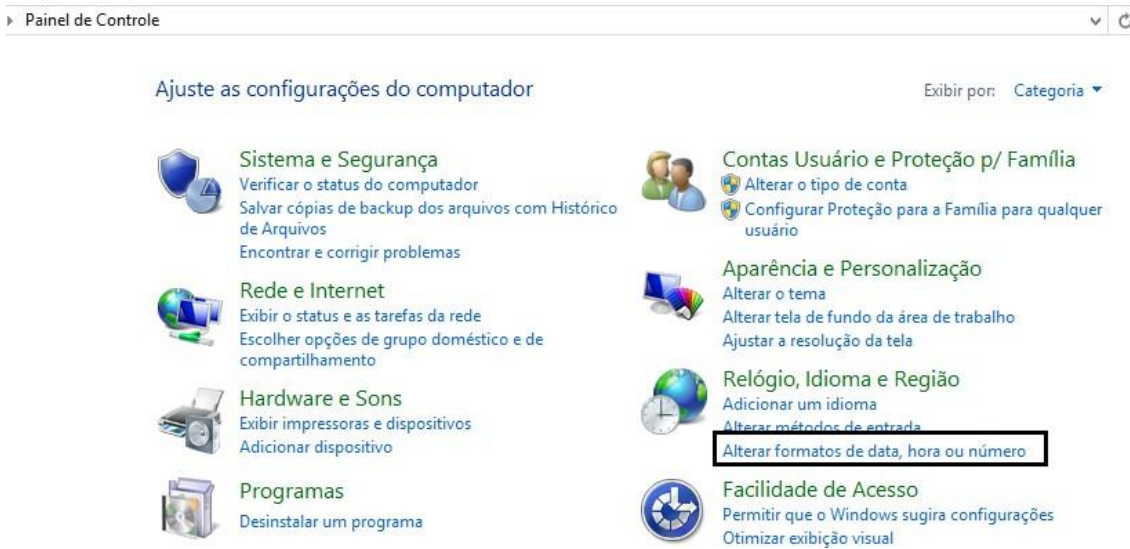 Painel de Controle
Ajuste as configurações do computador
Exibir por: Categoria
Sistema e Segurança
Verificar o status do computador
Salvar cópias de backup dos arquivos com Histórico
de Arquivos
Encontrar e corrigir problemas
Rede e Internet
Exibir o status e as tarefas da rede
Escolher opções de grupo doméstico e de
compartilhamento
Hardware e Sons
Exibir impressoras e dispositivos
Adicionar dispositivo
Programas
Desinstalar um programa
Contas Usuário e Proteção p/ Família
Alterar o tipo de conta
Configurar Proteção para a Família para qualquer
usuário
Aparência e Personalização
Alterar o tema
Alterar tela de fundo da área de trabalho
Ajustar a resolução da tela
Relógio, Idioma e Região
Adicionar um idioma
Alterar métodos de entrada
Alterar formatos de data, hora ou número
Facilidade de Acesso
Permitir que o Windows sugira configurações
Otimizar exibição visual